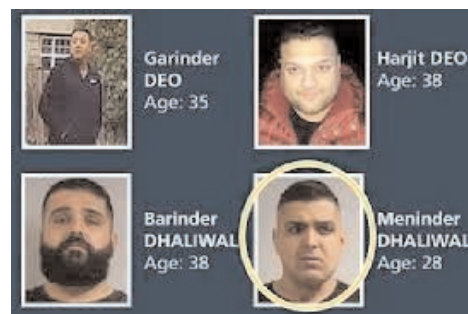 Garinder
DEO
Age: 35
Harjit DEO
Age: 38
Barinder
DHALIWAL
Age: 38
Meninder
DHALIWAL
Age: 28